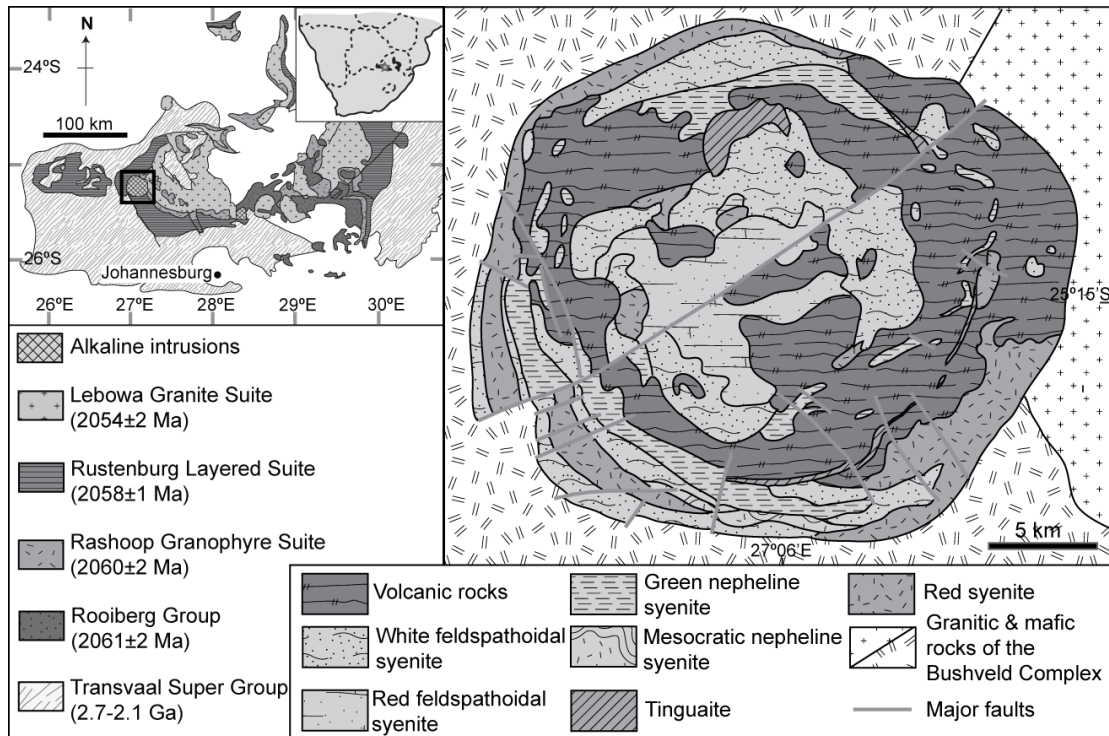 N
24ºS
100 km
26ºS
Johannesburg
26ºE
27ºE
28ºE
29ºE
30ºE
Alkaline intrusions
Lebowa Granite Suite
(2054±2 Ma)
Rustenburg Layered Suite
(2058±1 Ma)
Rashoop Granophyre Suite
(2060±2 Ma)
Rooiberg Group
(2061±2 Ma)
Transvaal Super Group
(2.7-2.1 Ga)
25º15'S
5 km
27º06'E
Volcanic rocks
White feldspathoidal
syenite
Red feldspathoidal
syenite
Green nepheline
syenite
Mesocratic nepheline
syenite
Tinguaite
Red syenite
Granitic & mafic
rocks of the
Bushveld Complex
Major faults